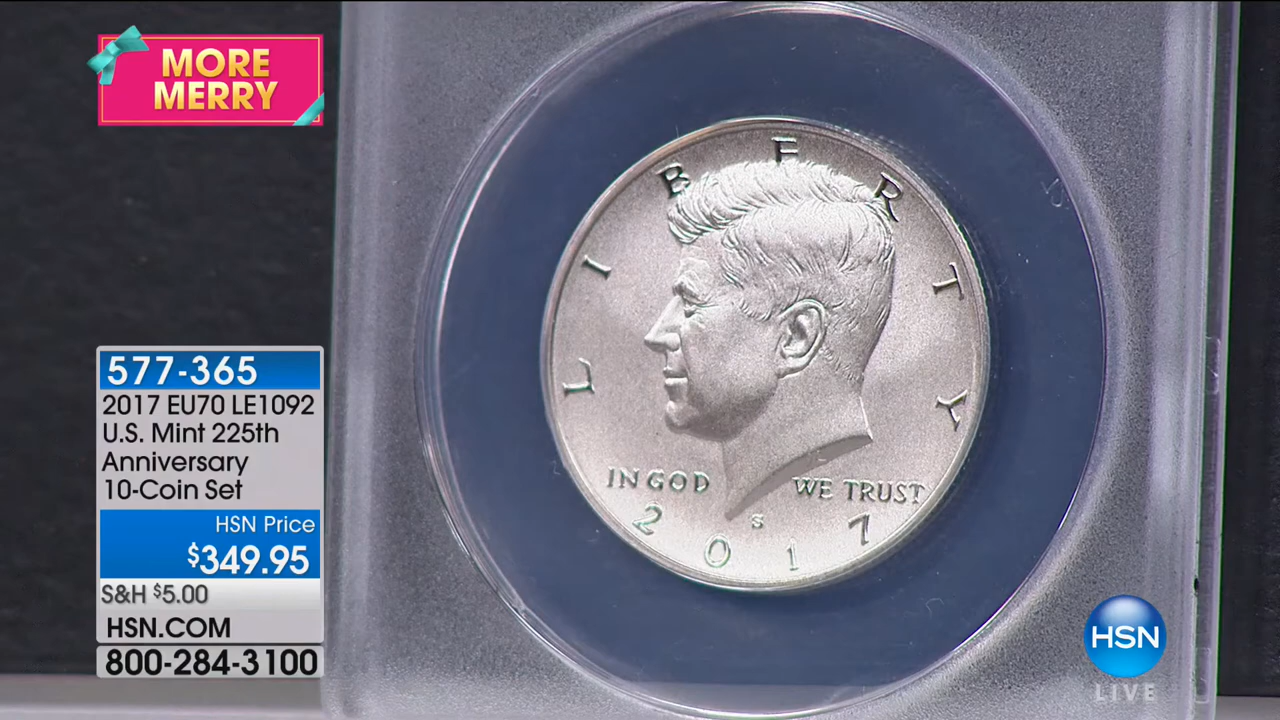 MORE
MERRY
577-365
2017 EU70 LE1092
U.S. Mint 225th
Anniversary
10-Coin Set
HSN Price
$349.95
S&H $5.00
HSN.COM
800-284-3100
LIBERTY
IN GOD WE TRUST
S
2017
HSN
LIVE